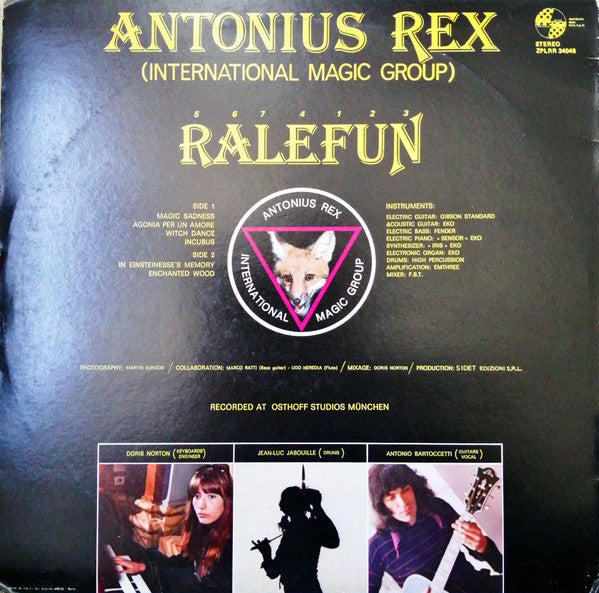 ANTONIUS REX
(INTERNATIONAL MAGIC GROUP)
STEREO
ZPLRR 34048
5 6 7 4 1 2 3
RALEFUN
SIDE 1
MAGIC SADNESS
AGONIA PER UN AMORE
WITCH DANCE
INCUBUS
SIDE 2
IN EINSTEINESSE'S MEMORY
ENCHANTED WOOD
ANTONIUS REX
INTERNATIONAL MAGIC GROUP
INSTRUMENTS:
ELECTRIC GUITAR: GIBSON STANDARD
ACOUSTIC GUITAR: EKO
ELECTRIC BASS: FENDER
ELECTRIC PIANO: « SENSOR » EKO
SYNTHESIZER: « IRIS » EKO
ELECTRONIC ORGAN: EKO
DRUMS: HIGH PERCUSSION
AMPLIFICATION: EMTHREE
MIXER: F.B.T.
PHOTOGRAPHY: MARTIN ELWOOD / COLLABORATION: MARCO RATTI (Bass guitar) - UGO HEREDIA (Flute) / MIXAGE: DORIS NORTON / PRODUCTION: SIDET EDIZIONI S.R.L.
RECORDED AT OSTHOFF STUDIOS MÜNCHEN
DORIS NORTON (KEYBOARDS ENGINEER)
JEAN-LUC JABOUILLE (DRUMS)
ANTONIO BARTOCCETTI (GUITARS VOCAL)